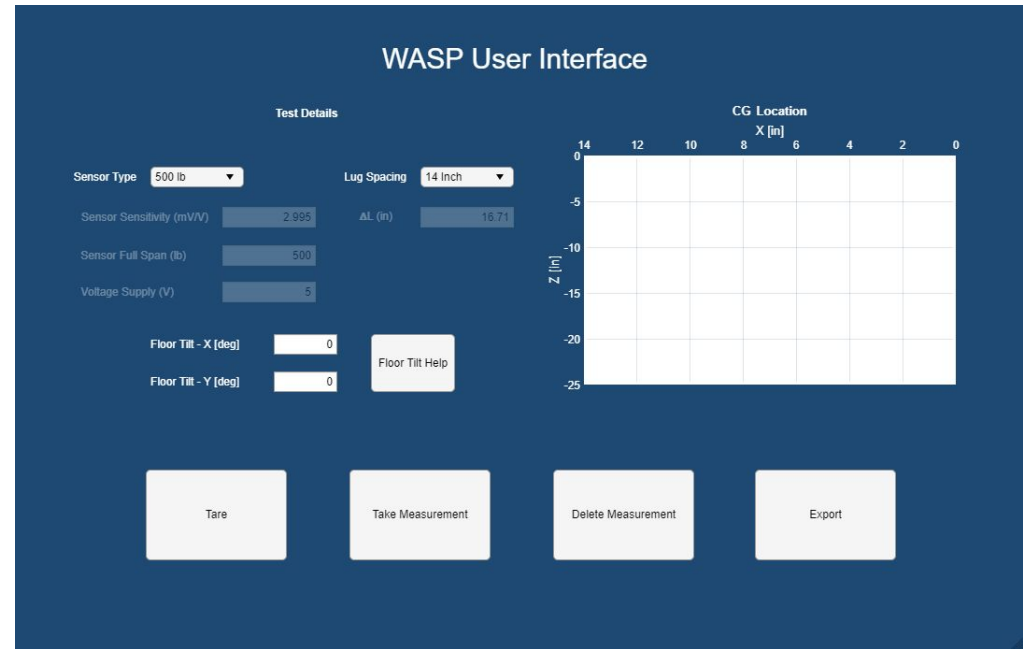 WASP User Interface
Test Details
Sensor Type 500 lb
Lug Spacing 14 Inch
Sensor Sensitivity (mV/V) 2.995
ΔL (in) 16.71
Sensor Full Span (lb) 500
Voltage Supply (V) 5
Floor Tilt - X [deg] 0
Floor Tilt - Y [deg] 0
Floor Tilt Help
CG Location
X [in]
14 12 10 8 6 4 2 0
Z [in]
0
-5
-10
-15
-20
-25
Tare
Take Measurement
Delete Measurement
Export